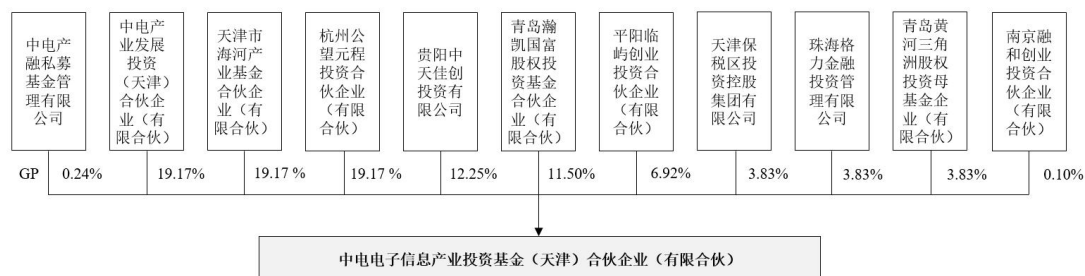 中电产
融私募
基金管
理有限
公司
中电产
业发展
投资
（天津）
合伙企
业（有
限合伙）
天津市
海河产
业基金
合伙企
业（有
限合伙）
杭州公
望元程
投资合
伙企业
（有限
合伙）
贵阳中
天佳创
投资有
限公司
青岛瀚
凯国富
股权投
资基金
合伙企
业（有
限合伙）
平阳临
屿创业
投资合
伙企业
（有限
合伙）
天津保
税区投
资控股
集团有
限公司
珠海格
力金融
投资管
理有限
公司
青岛黄
河三角
洲股权
投资母
基金企
业（有
限合伙）
南京融
和创业
投资合
伙企业
（有限
合伙）
GP 0.24% 19.17% 19.17 % 19.17 % 12.25% 11.50% 6.92% 3.83% 3.83% 3.83% 0.10%
中电电子信息产业投资基金（天津）合伙企业（有限合伙）